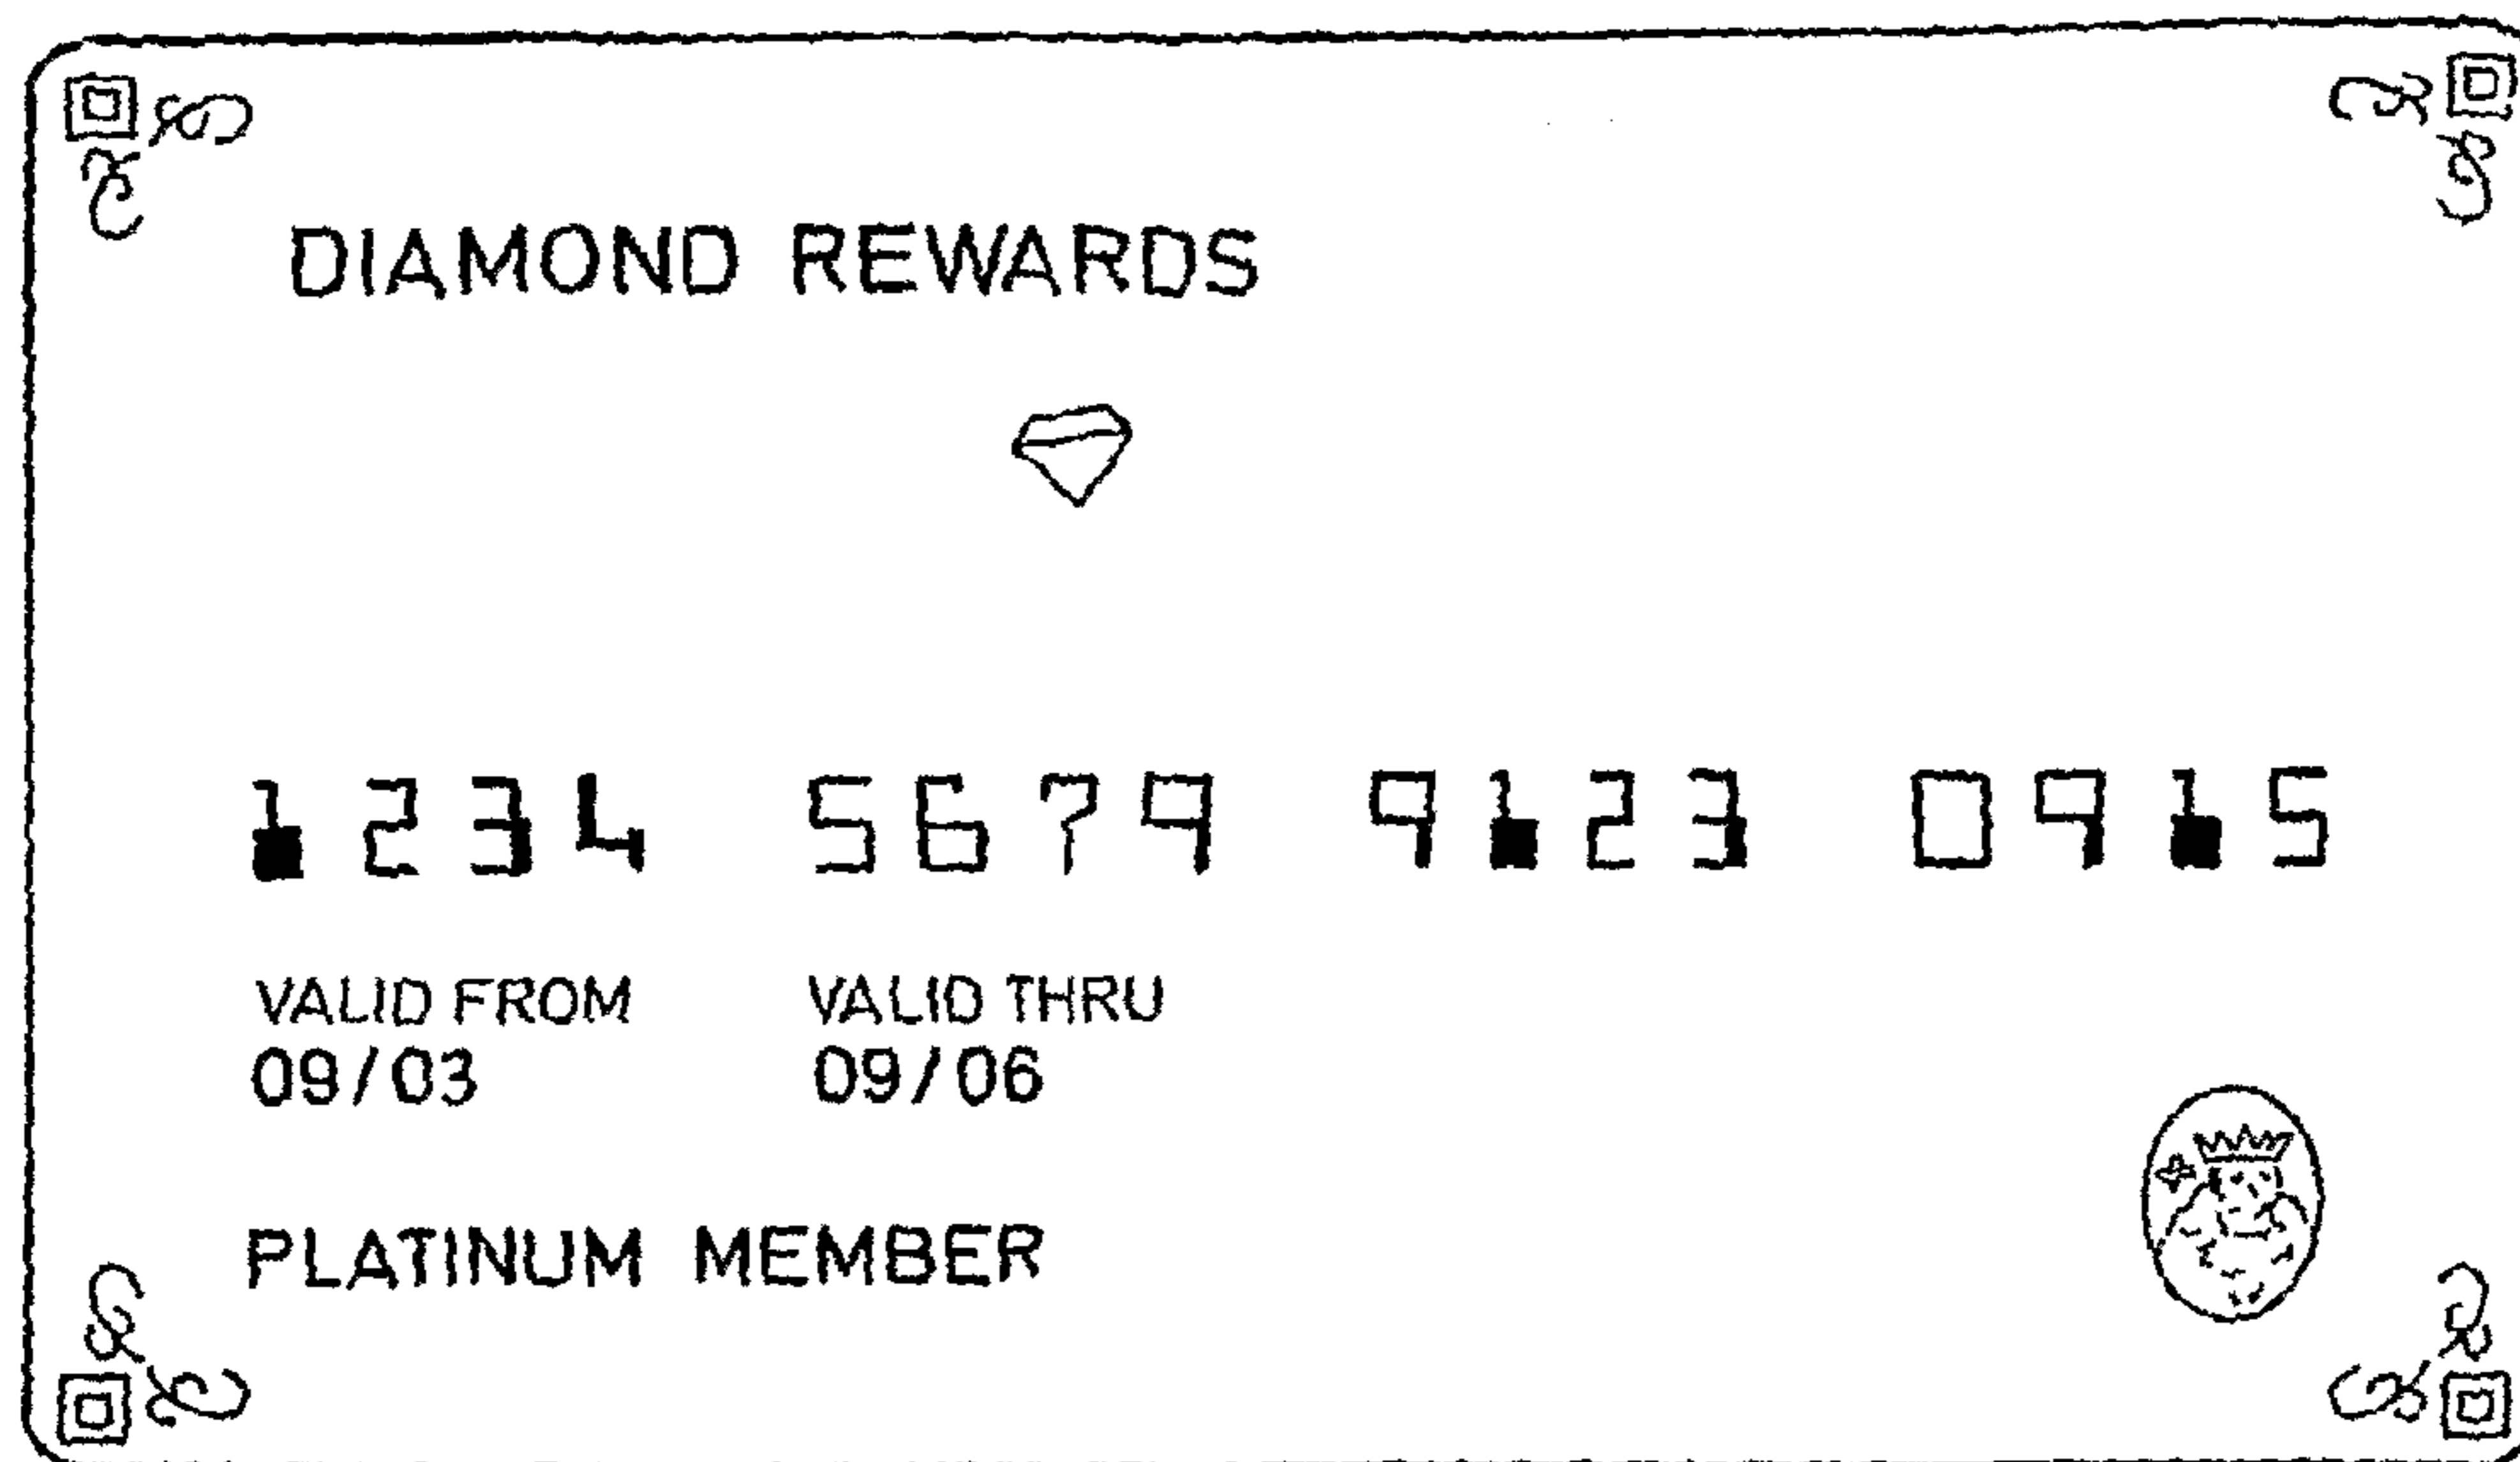 DIAMOND REWARDS
1234 5679 9123 0915
VALID FROM VALID THRU
09/03 09/06
PLATINUM MEMBER